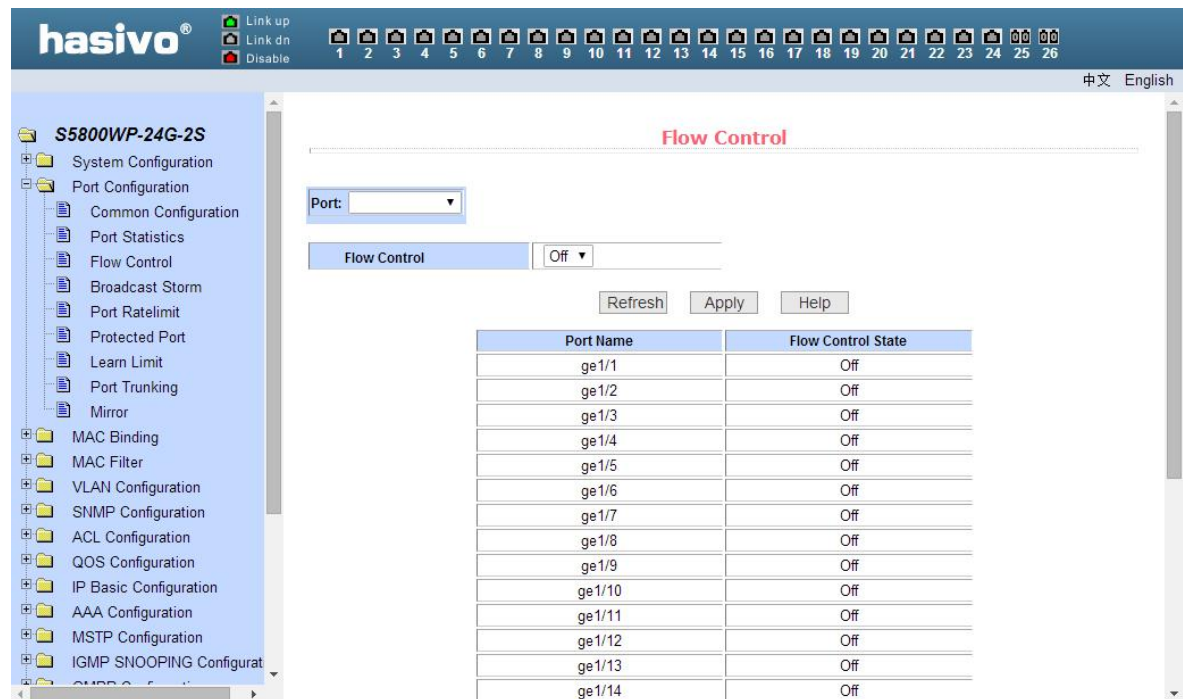 hasivo®
Link up
Link dn
Disable
1 2 3 4 5 6 7 8 9 10 11 12 13 14 15 16 17 18 19 20 21 22 23 24 25 26
中文 English
S5800WP-24G-2S
System Configuration
Port Configuration
Common Configuration
Port Statistics
Flow Control
Broadcast Storm
Port Ratelimit
Protected Port
Learn Limit
Port Trunking
Mirror
MAC Binding
MAC Filter
VLAN Configuration
SNMP Configuration
ACL Configuration
QOS Configuration
IP Basic Configuration
AAA Configuration
MSTP Configuration
IGMP SNOOPING Configurat
Flow Control
Port:
Flow Control Off
Refresh Apply Help
Port Name Flow Control State
ge1/1 Off
ge1/2 Off
ge1/3 Off
ge1/4 Off
ge1/5 Off
ge1/6 Off
ge1/7 Off
ge1/8 Off
ge1/9 Off
ge1/10 Off
ge1/11 Off
ge1/12 Off
ge1/13 Off
ge1/14 Off